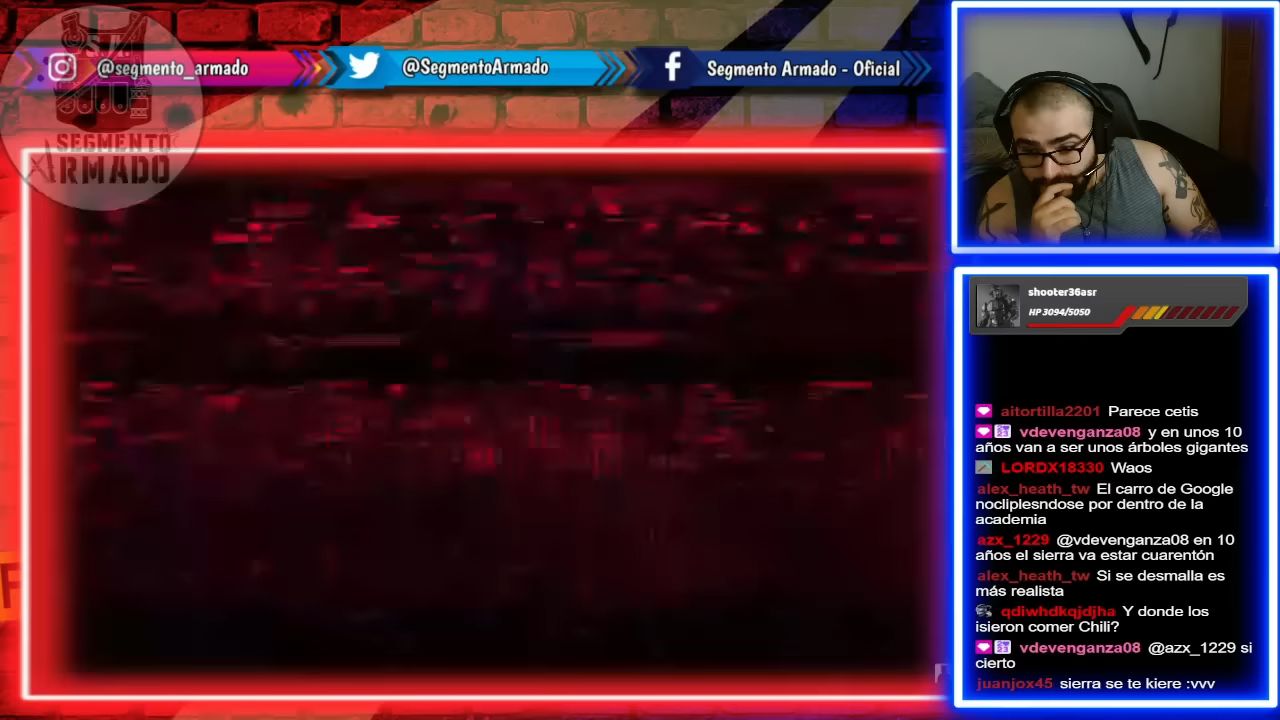 @segmento_armado
@SegmentoArmado
Segmento Armado - Oficial
S.A.
SEGMENTO
ARMADO
shooter36asr
HP 3094/5050
aitortilla2201 Parece cetis
vdevenganza08 y en unos 10
años van a ser unos árboles gigantes
LORDX18330 Waos
alex_heath_tw El carro de Google
nocliplesndose por dentro de la
academia
azx_1229 @vdevenganza08 en 10
años el sierra va estar cuarentón
alex_heath_tw Si se desmalla es
más realista
qdiwhdkqjdjha Y donde los
isieron comer Chili?
vdevenganza08 @azx_1229 si
cierto
juanjox45 sierra se te kiere :vvv